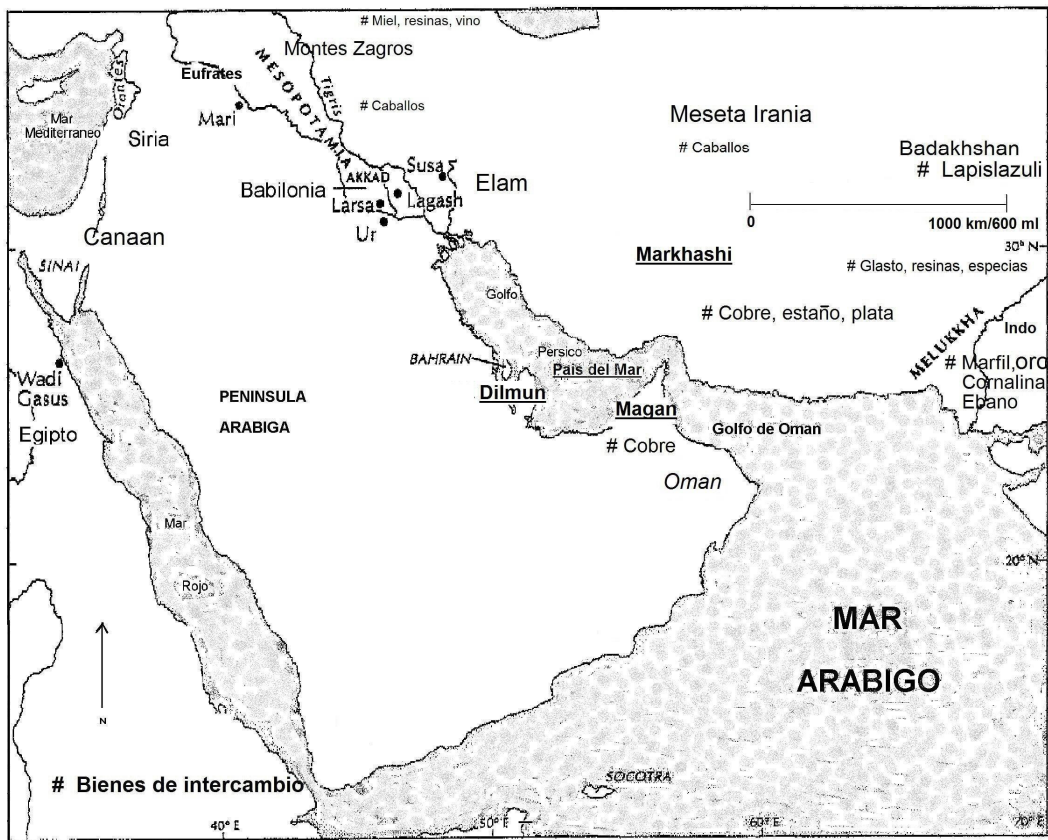 # Miel, resinas, vino
Montes Zagros
MESOPOTAMIA
Eufrates
Tigris
Orantes
Mar
Mediterraneo
Siria
Mari
# Caballos
Meseta Irania
# Caballos
Badakhshan
# Lapislazuli
Susa
AKKAD
Elam
Babilonia
Lagash
Larsa
Ur
0
1000 km/600 ml
Canaan
SINAI
Markhashi
30° N
# Glasto, resinas, especias
Golfo
Persico
# Cobre, estaño, plata
MELUKKHA
Indo
BAHRAIN
Pais del Mar
# Marfil, oro
Cornalina
Ebano
Wadi
Gasus
Egipto
PENINSULA
ARABIGA
Dilmun
Magan
# Cobre
Golfo de Oman
Oman
Mar
Rojo
20° N
MAR
ARABIGO
N
# Bienes de intercambio
SOCOTRA
40° E
50° E
60° E
70° E